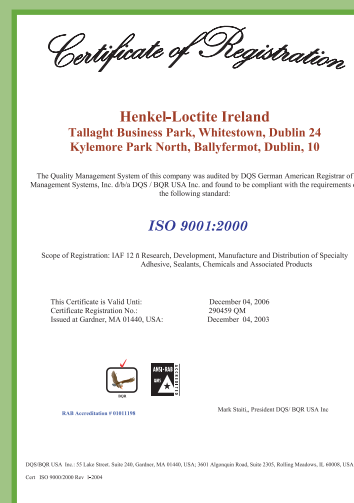 Certificate of Registration
Henkel-Loctite Ireland
Tallaght Business Park, Whitestown, Dublin 24
Kylemore Park North, Ballyfermot, Dublin, 10
The Quality Management System of this company was audited by DQS German American Registrar of
Management Systems, Inc. d/b/a DQS / BQR USA Inc. and found to be compliant with the requirements
the following standard:
ISO 9001:2000
Scope of Registration: IAF 12 ñ Research, Development, Manufacture and Distribution of Specialty
Adhesive, Sealants, Chemicals and Associated Products
This Certificate is Valid Unti: December 04, 2006
Certificate Registration No.: 290459 QM
Issued at Gardner, MA 01440, USA: December 04, 2003
ANSI-RAB
BQR
RAB Accreditation # 01011198
Mark Staiti,, President DQS/ BQR USA Inc
DQS/BQR USA Inc.: 55 Lake Street. Suite 240, Gardner, MA 01440, USA; 3601 Algonquin Road, Suite 2305, Rolling Meadows, IL 60008, USA
Cert ISO 9000/2000 Rev 1-2004